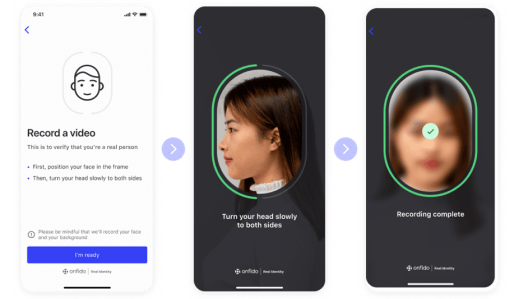 9:41
Record a video
This is to verify that you're a real person
First, position your face in the frame
Then, turn your head slowly to both sides
Please be mindful that we'll record your face
and your background
I'm ready
onfido | Real Identity
Turn your head slowly
to both sides
onfido | Real Identity
Recording complete
onfido | Real Identity